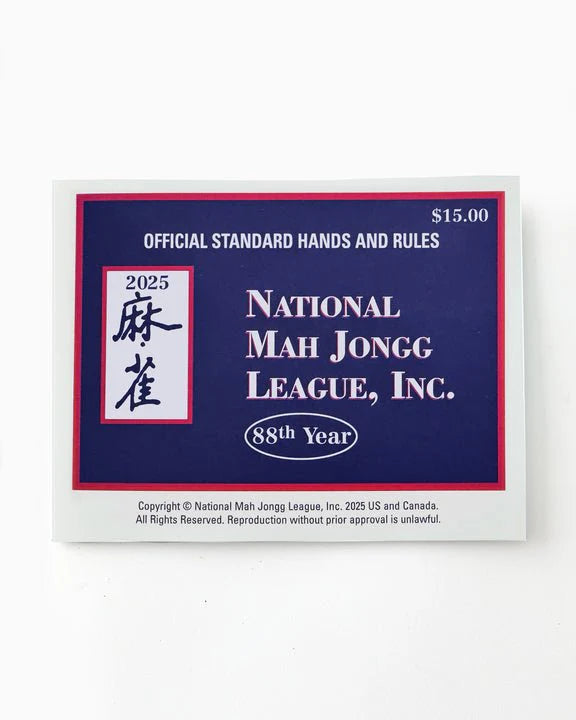 $15.00
OFFICIAL STANDARD HANDS AND RULES
2025
麻
雀
NATIONAL
MAH JONGG
LEAGUE, INC.
88th Year
Copyright © National Mah Jongg League, Inc. 2025 US and Canada.
All Rights Reserved. Reproduction without prior approval is unlawful.